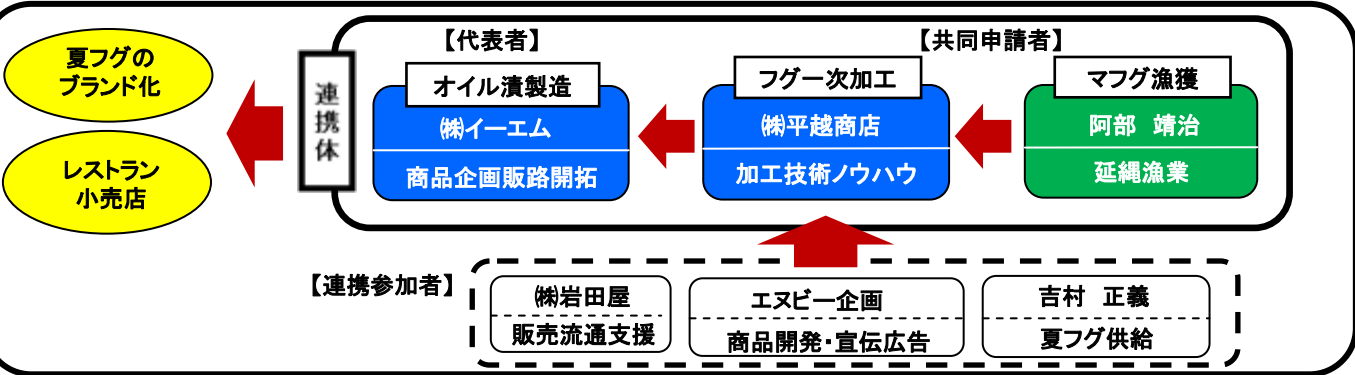 夏フグの
ブランド化
レストラン
小売店
連携体
【代表者】
【共同申請者】
オイル漬製造
㈱イーエム
商品企画販路開拓
フグ一次加工
㈱平越商店
加工技術ノウハウ
マフグ漁獲
阿部 靖治
延縄漁業
【連携参加者】
㈱岩田屋
販売流通支援
エヌビー企画
商品開発・宣伝広告
吉村 正義
夏フグ供給